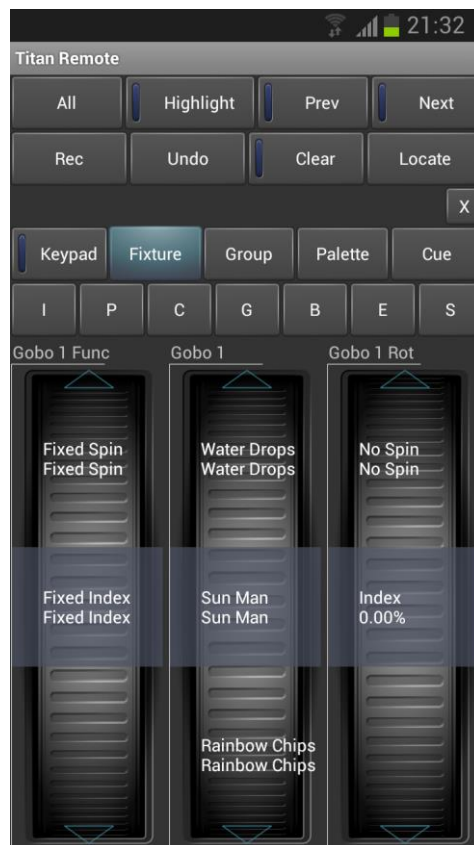 21:32
Titan Remote
All Highlight Prev Next
Rec Undo Clear Locate
X
Keypad Fixture Group Palette Cue
I P C G B E S
Gobo 1 Func Gobo 1 Gobo 1 Rot
Fixed Spin Water Drops No Spin
Fixed Spin Water Drops No Spin
Fixed Index Sun Man Index
Fixed Index Sun Man 0.00%
Rainbow Chips
Rainbow Chips